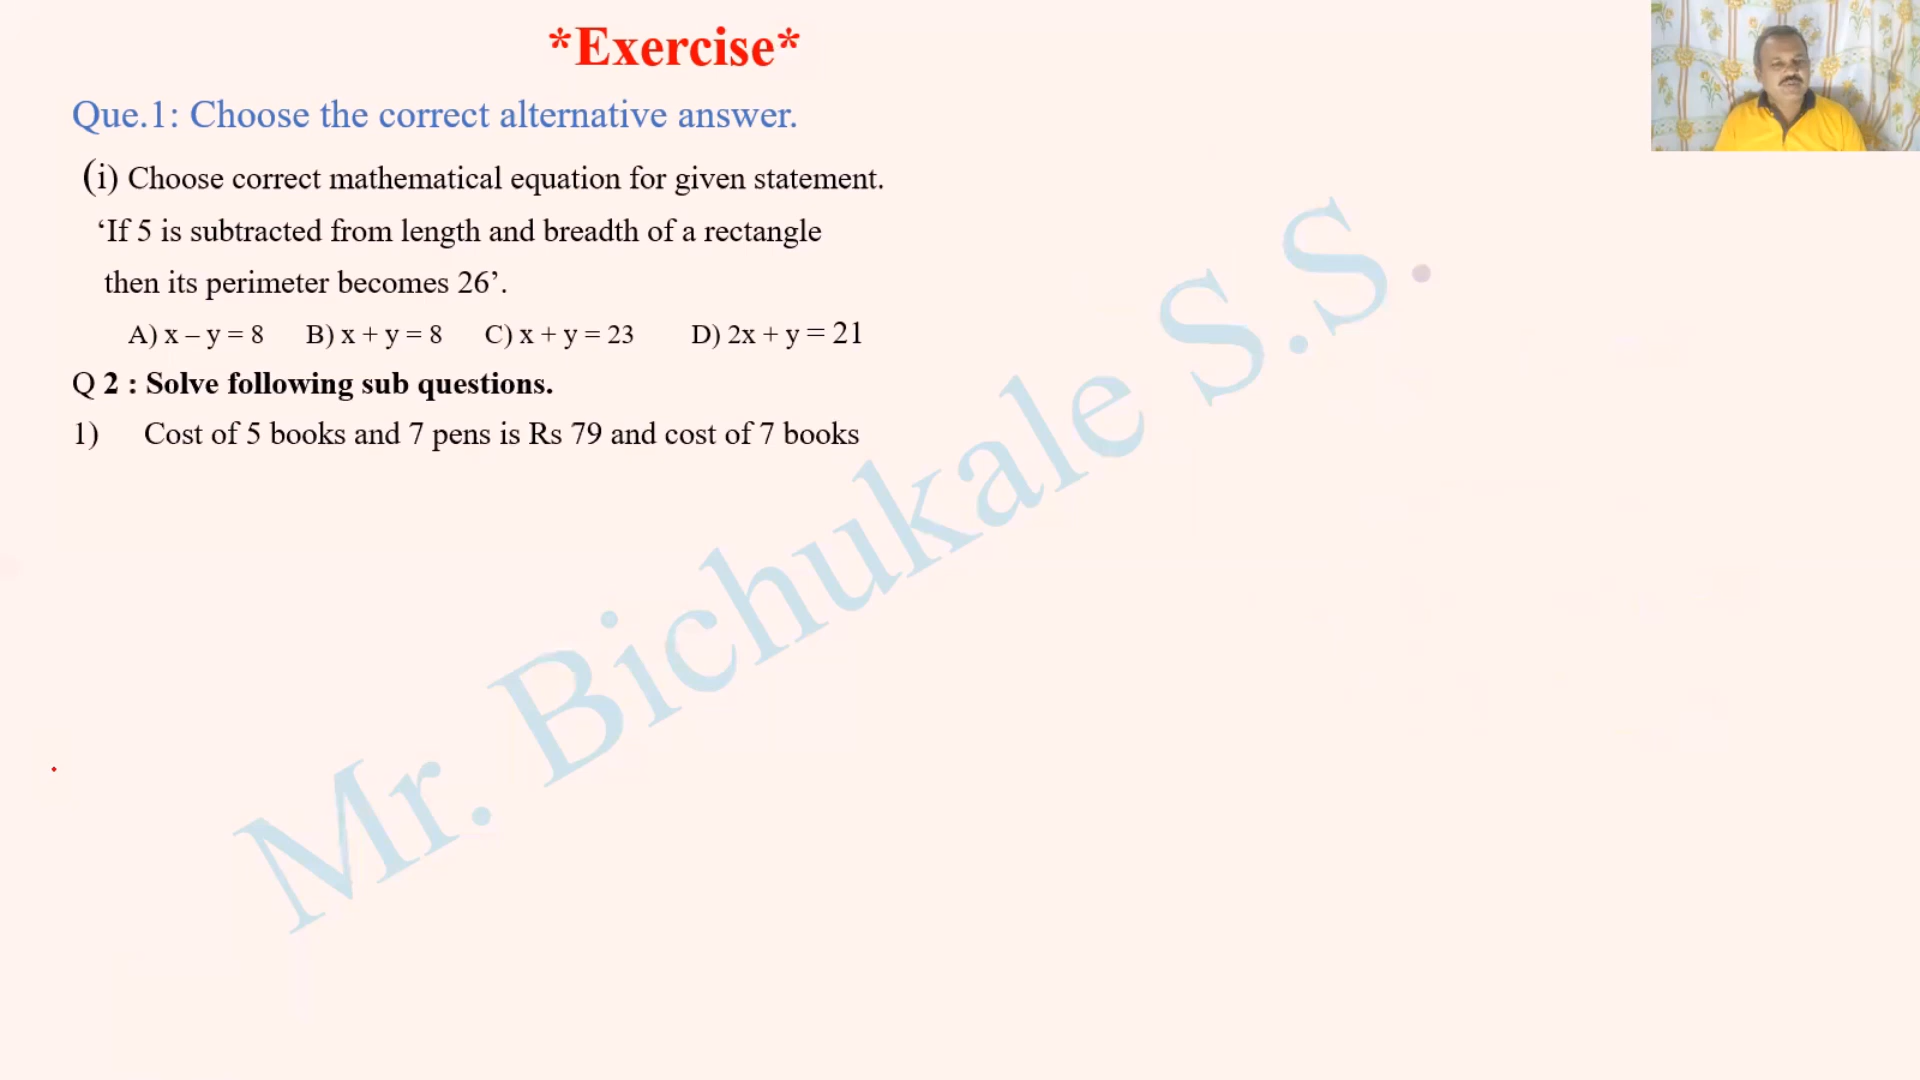 *Exercise*
Que.1: Choose the correct alternative answer.
(i) Choose correct mathematical equation for given statement.
‘If 5 is subtracted from length and breadth of a rectangle
then its perimeter becomes 26’.
A) x – y = 8 B) x + y = 8 C) x + y = 23 D) 2x + y = 21
Q 2 : Solve following sub questions.
1) Cost of 5 books and 7 pens is Rs 79 and cost of 7 books
Mr. Bichukale S.S.